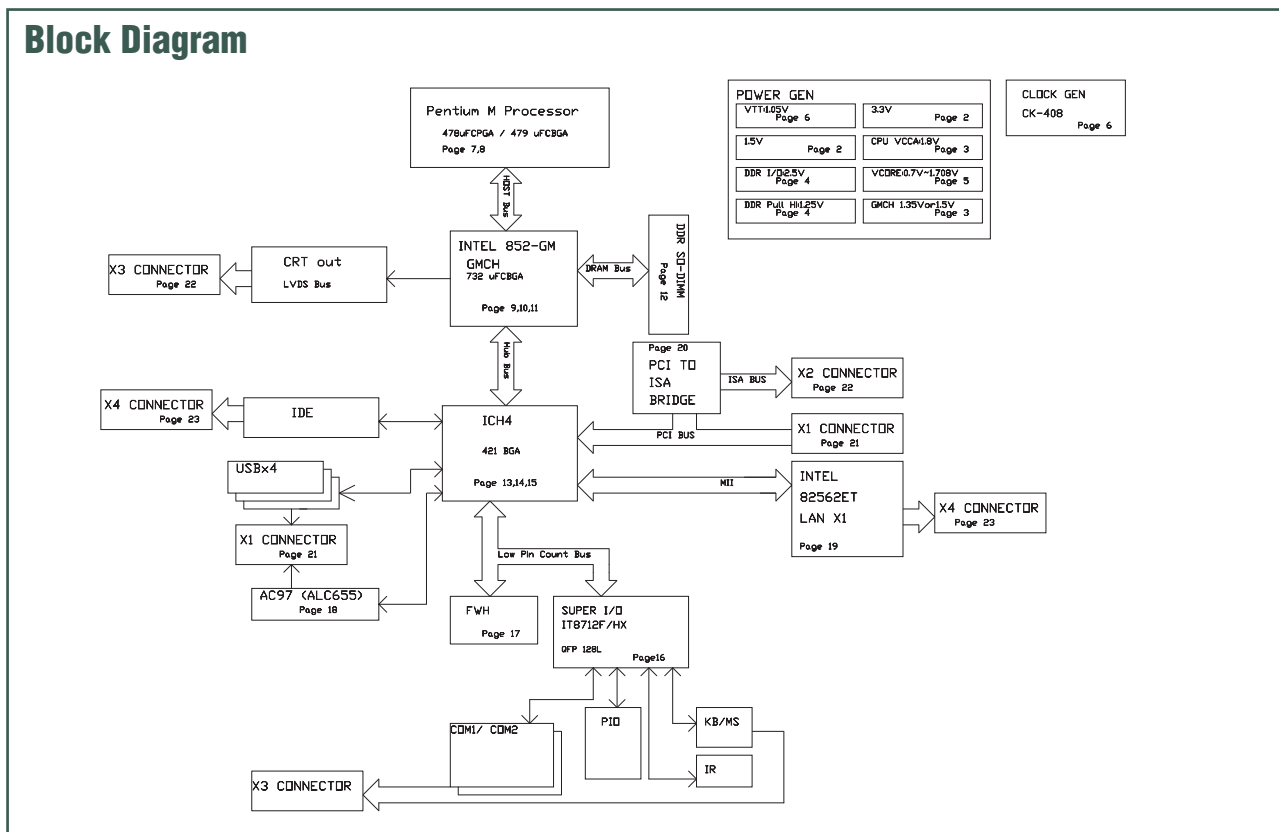 Block Diagram
Pentium M Processor
478uFCPGA / 479 uFCBGA
Page 7,8
POWER GEN
VTT:1.05V
Page 6
3.3V
Page 2
1.5V
Page 2
CPU VCCA:1.8V
Page 3
DDR I/O:2.5V
Page 4
VCORE:0.7V~1.708V
Page 5
DDR Pull HI:1.25V
Page 4
GMCH 1.35Vor1.5V
Page 3
CLOCK GEN
CK-408
Page 6
HOST Bus
INTEL 852-GM
GMCH
732 uFCBGA
Page 9,10,11
X3 CONNECTOR
Page 22
CRT out
LVDS Bus
DRAM Bus
DDR SO-DIMM
Page 12
Hub Bus
Page 20
PCI TO
ISA
BRIDGE
ISA BUS
X2 CONNECTOR
Page 22
X4 CONNECTOR
Page 23
IDE
ICH4
421 BGA
Page 13,14,15
PCI BUS
X1 CONNECTOR
Page 21
USBx4
MII
INTEL
82562ET
LAN X1
Page 19
X4 CONNECTOR
Page 23
X1 CONNECTOR
Page 21
Low Pin Count Bus
AC97 (ALC655)
Page 18
FWH
Page 17
SUPER I/O
IT8712F/HX
QFP 128L
Page16
COM1/ COM2
PIO
KB/MS
IR
X3 CONNECTOR